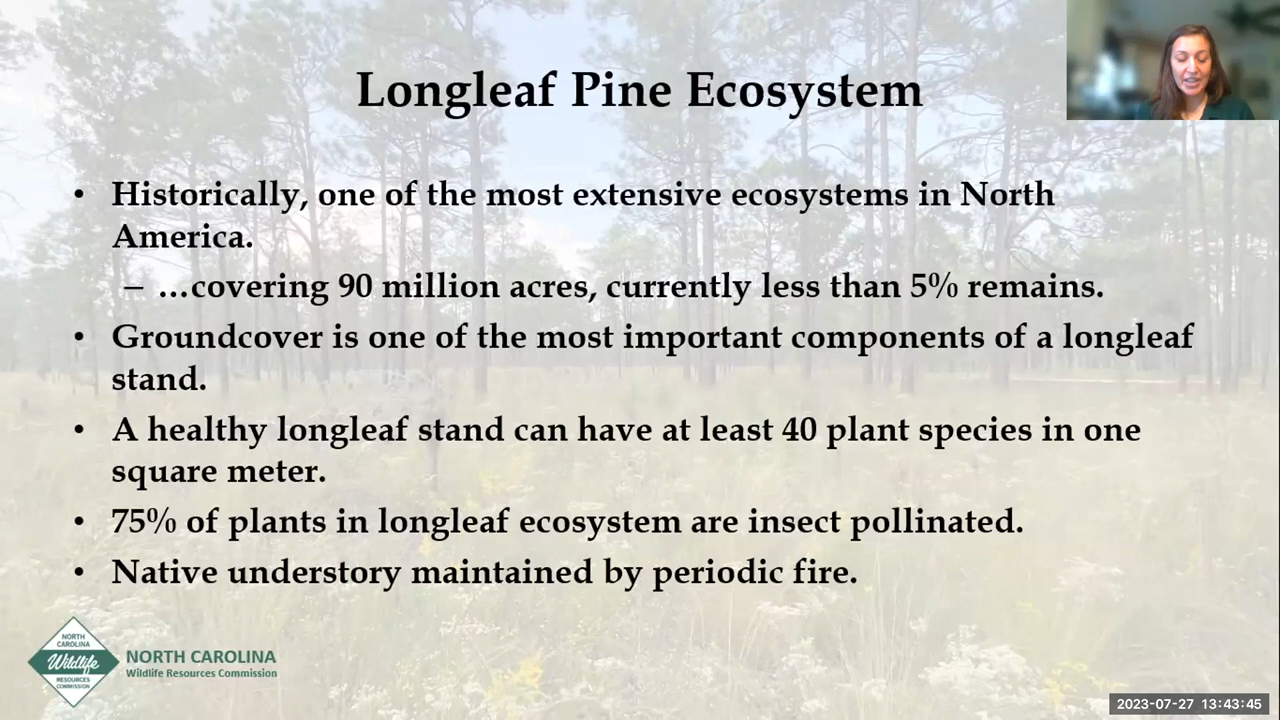 Longleaf Pine Ecosystem
• Historically, one of the most extensive ecosystems in North
America.
– …covering 90 million acres, currently less than 5% remains.
• Groundcover is one of the most important components of a longleaf
stand.
• A healthy longleaf stand can have at least 40 plant species in one
square meter.
• 75% of plants in longleaf ecosystem are insect pollinated.
• Native understory maintained by periodic fire.
NORTH
CAROLINA
Wildlife
RESOURCES
COMMISSION
NORTH CAROLINA
Wildlife Resources Commission
2023-07-27 13:43:45